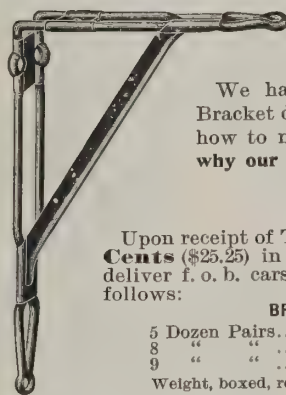 We ha
Bracket
how to
why our
Upon receipt of
Cents ($25.25) in
deliver f. o. b. cars
follows:
5 Dozen Pairs..
8 " " ..
9 " " ..
Weight, boxed,